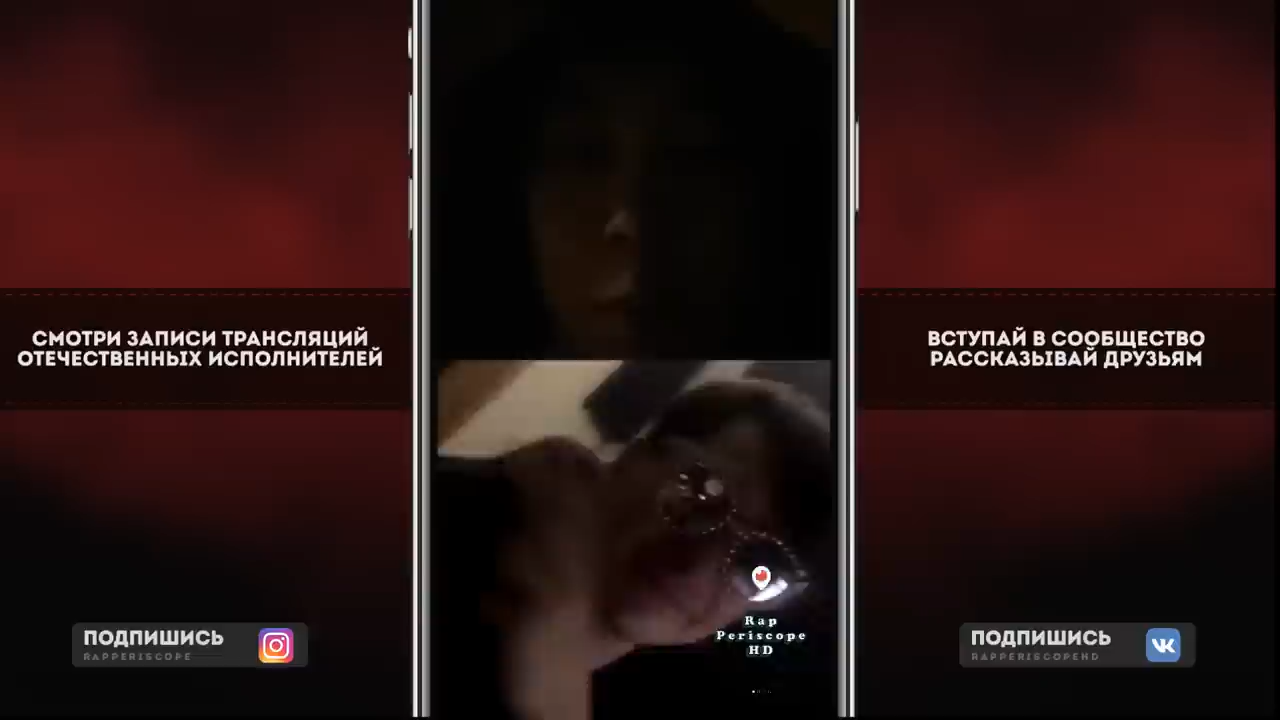 СМОТРИ ЗАПИСИ ТРАНСЛЯЦИЙ
ОТЕЧЕСТВЕННЫХ ИСПОЛНИТЕЛЕЙ
ВСТУПАЙ В СООБЩЕСТВО
РАССКАЗЫВАЙ ДРУЗЬЯМ
Rap
Periscope
HD
ПОДПИШИСЬ
RAPPERISCOPE
ПОДПИШИСЬ
RAPPERISCOPEHD